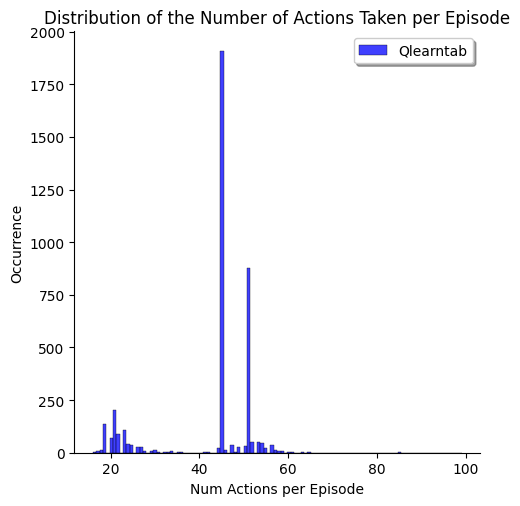 Distribution of the Number of Actions Taken per Episode
Qlearntab
2000
1750
1500
1250
1000
750
500
250
0
Occurrence
20 40 60 80 100
Num Actions per Episode